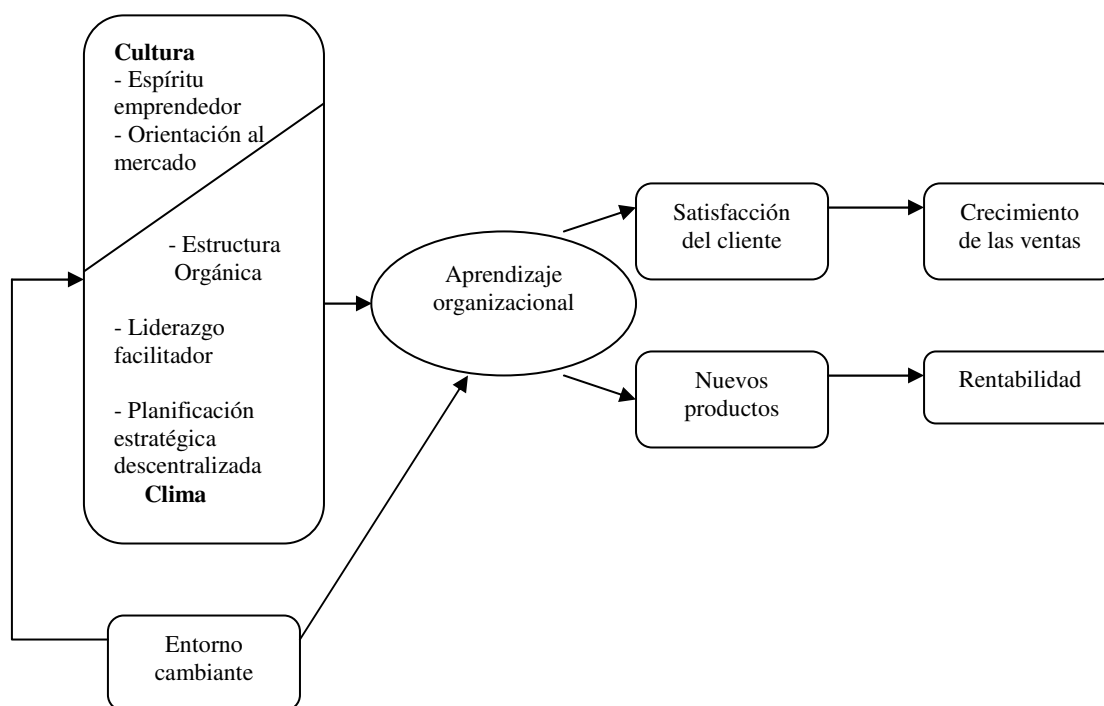 Cultura
- Espíritu
emprendedor
- Orientación al
mercado
- Estructura
Orgánica
- Liderazgo
facilitador
- Planificación
estratégica
descentralizada
Clima
Aprendizaje
organizacional
Satisfacción
del cliente
Crecimiento
de las ventas
Nuevos
productos
Rentabilidad
Entorno
cambiante